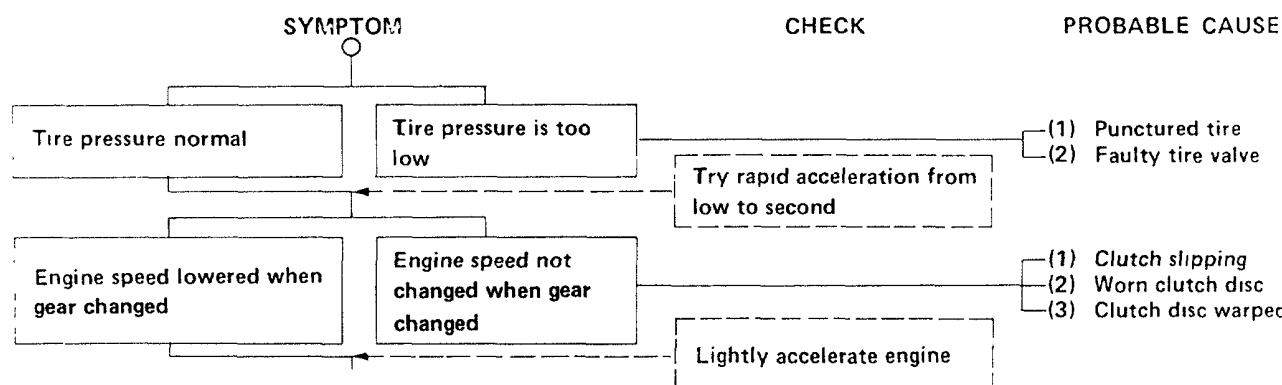 SYMPTOM
CHECK
PROBABLE CAUSE
Tire pressure normal
Tire pressure is too
low
(1) Punctured tire
(2) Faulty tire valve
Try rapid acceleration from
low to second
Engine speed lowered when
gear changed
Engine speed not
changed when gear
changed
(1) Clutch slipping
(2) Worn clutch disc
(3) Clutch disc warped
Lightly accelerate engine